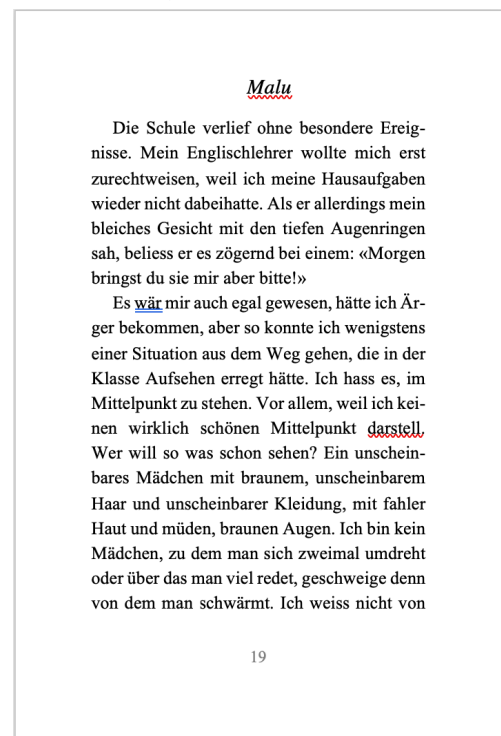 Malu
Die Schule verlief ohne besondere Ereig-
nisse. Mein Englischlehrer wollte mich erst
zurechtweisen, weil ich meine Hausaufgaben
wieder nicht dabeihatte. Als er allerdings mein
bleiches Gesicht mit den tiefen Augenringen
sah, beliess er es zögernd bei einem: «Morgen
bringst du sie mir aber bitte!»
Es wär mir auch egal gewesen, hätte ich Är-
ger bekommen, aber so konnte ich wenigstens
einer Situation aus dem Weg gehen, die in der
Klasse Aufsehen erregt hätte. Ich hass es, im
Mittelpunkt zu stehen. Vor allem, weil ich kei-
nen wirklich schönen Mittelpunkt darstell.
Wer will so was schon sehen? Ein unschein-
bares Mädchen mit braunem, unscheinbarem
Haar und unscheinbarer Kleidung, mit fahler
Haut und müden, braunen Augen. Ich bin kein
Mädchen, zu dem man sich zweimal umdreht
oder über das man viel redet, geschweige denn
von dem man schwärmt. Ich weiss nicht von
19